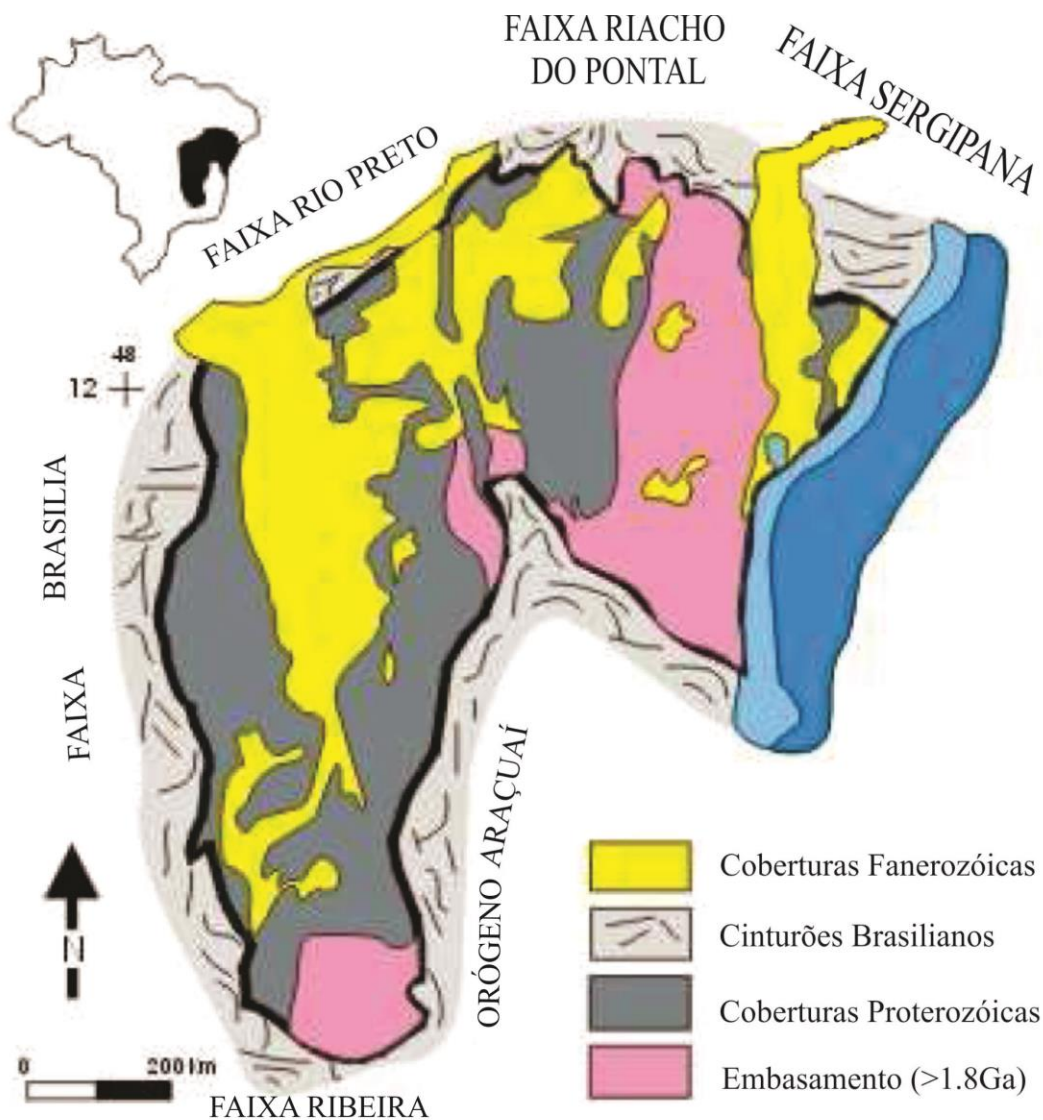 FAIXA RIACHO
DO PONTAL
FAIXA SERGIPANA
FAIXA RIO PRETO
48
12
FAIXA BRASILIA
ORÓGENO ARAÇUAÍ
N
0 200 km
FAIXA RIBEIRA
Coberturas Fanerozóicas
Cinturões Brasilianos
Coberturas Proterozóicas
Embasamento (>1.8Ga)